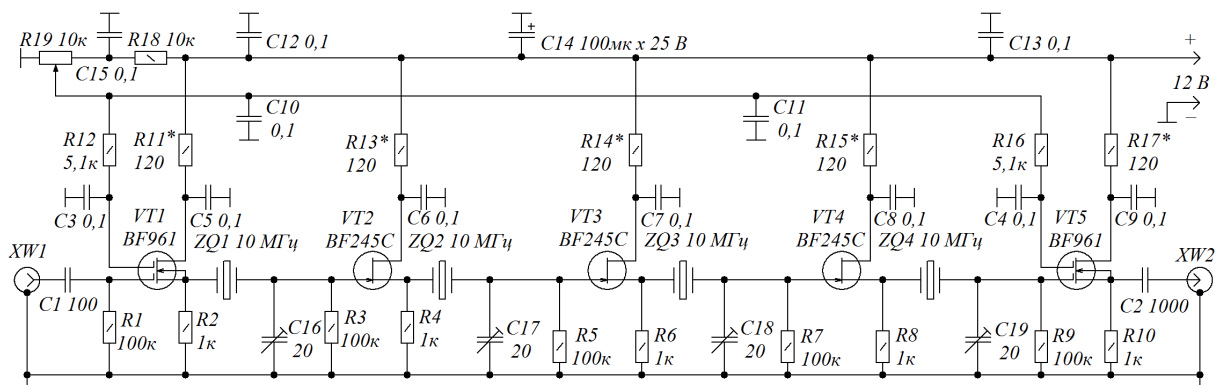 R19 10к
R18 10к
C15 0,1
C12 0,1
+
C14 100мк x 25 В
C13 0,1
+
12 В
−
C10
0,1
C11
0,1
R12
5,1к
R11*
120
R13*
120
R14*
120
R15*
120
R16
5,1к
R17*
120
C3 0,1
C5 0,1
C6 0,1
C7 0,1
C8 0,1
C4 0,1
C9 0,1
VT1
BF961
ZQ1 10 МГц
VT2
BF245C
ZQ2 10 МГц
VT3
BF245C
ZQ3 10 МГц
VT4
BF245C
ZQ4 10 МГц
VT5
BF961
XW1
XW2
C1 100
C2 1000
R1
100к
R2
1к
C16
20
R3
100к
R4
1к
C17
20
R5
100к
R6
1к
C18
20
R7
100к
R8
1к
C19
20
R9
100к
R10
1к